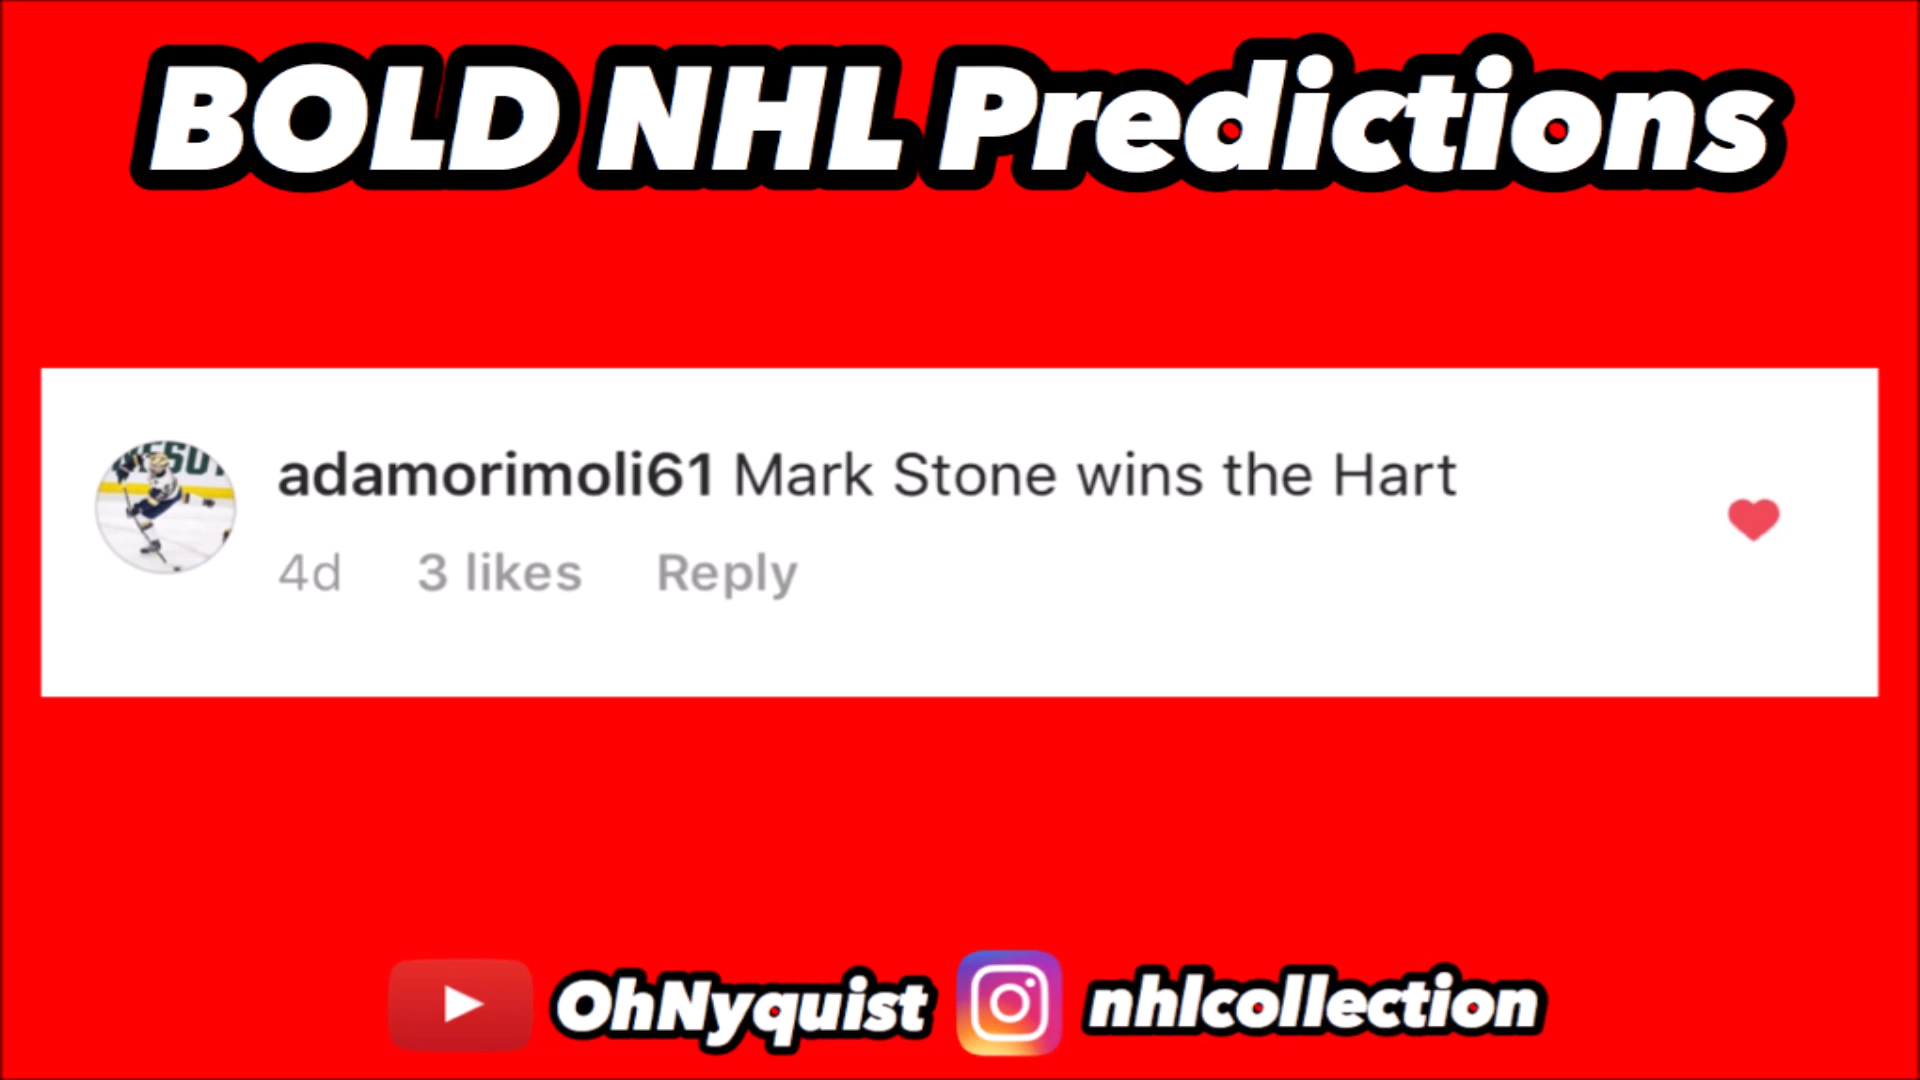 BOLD NHL Predictions
adamorimoli61 Mark Stone wins the Hart
4d 3 likes Reply
OhNyquist nhlcollection